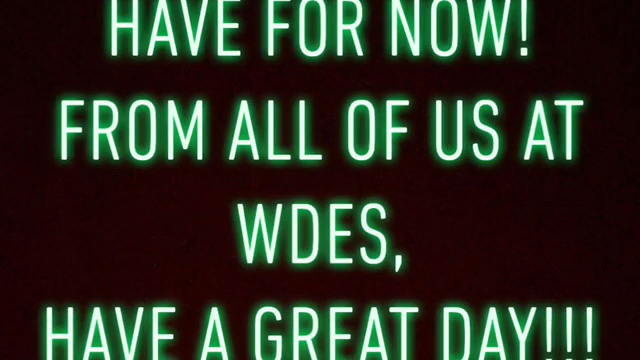 HAVE FOR NOW!
FROM ALL OF US AT
WDES,
HAVE A GREAT DAY!!!